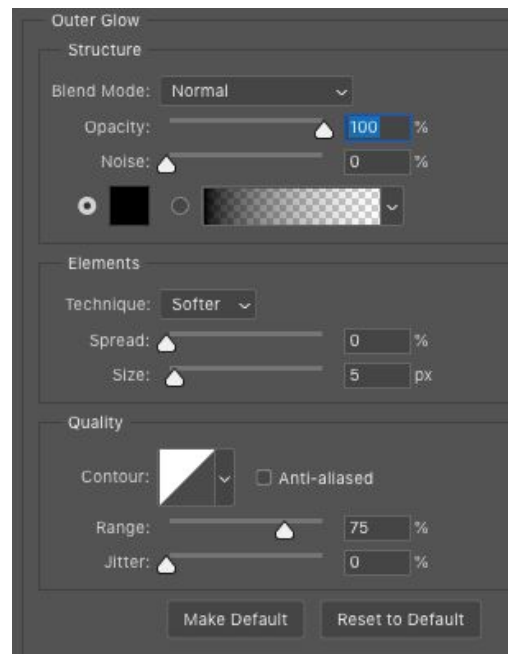 Outer Glow
Structure
Blend Mode: Normal
Opacity: 100 %
Noise: 0 %
Elements
Technique: Softer
Spread: 0 %
Size: 5 px
Quality
Contour: Anti-aliased
Range: 75 %
Jitter: 0 %
Make Default Reset to Default